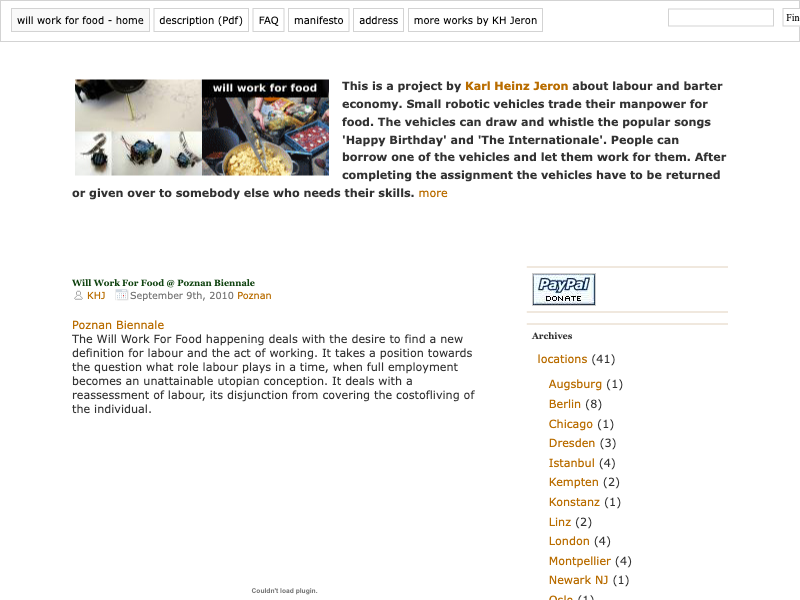 will work for food - home
description (Pdf)
FAQ
manifesto
address
more works by KH Jeron
Fin
will work for food
This is a project by Karl Heinz Jeron about labour and barter
economy. Small robotic vehicles trade their manpower for
food. The vehicles can draw and whistle the popular songs
'Happy Birthday' and 'The Internationale'. People can
borrow one of the vehicles and let them work for them. After
completing the assignment the vehicles have to be returned
or given over to somebody else who needs their skills. more
Will Work For Food @ Poznan Biennale
KHJ September 9th, 2010 Poznan
Poznan Biennale
The Will Work For Food happening deals with the desire to find a new
definition for labour and the act of working. It takes a position towards
the question what role labour plays in a time, when full employment
becomes an unattainable utopian conception. It deals with a
reassessment of labour, its disjunction from covering the costofliving of
the individual.
Couldn't load plugin.
PayPal
DONATE
Archives
locations (41)
Augsburg (1)
Berlin (8)
Chicago (1)
Dresden (3)
Istanbul (4)
Kempten (2)
Konstanz (1)
Linz (2)
London (4)
Montpellier (4)
Newark NJ (1)
Oslo (1)